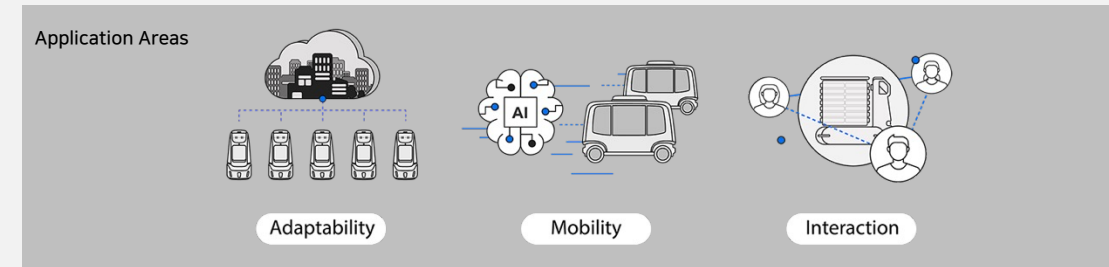 Application Areas
AI
Adaptability
Mobility
Interaction